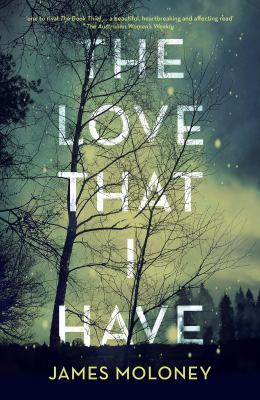 'one to rival The Book Thief ... a beautiful, heartbreaking and affecting read'
The Australian Women's Weekly
THE
LOVE
THAT
I
HAVE
JAMES MOLONEY